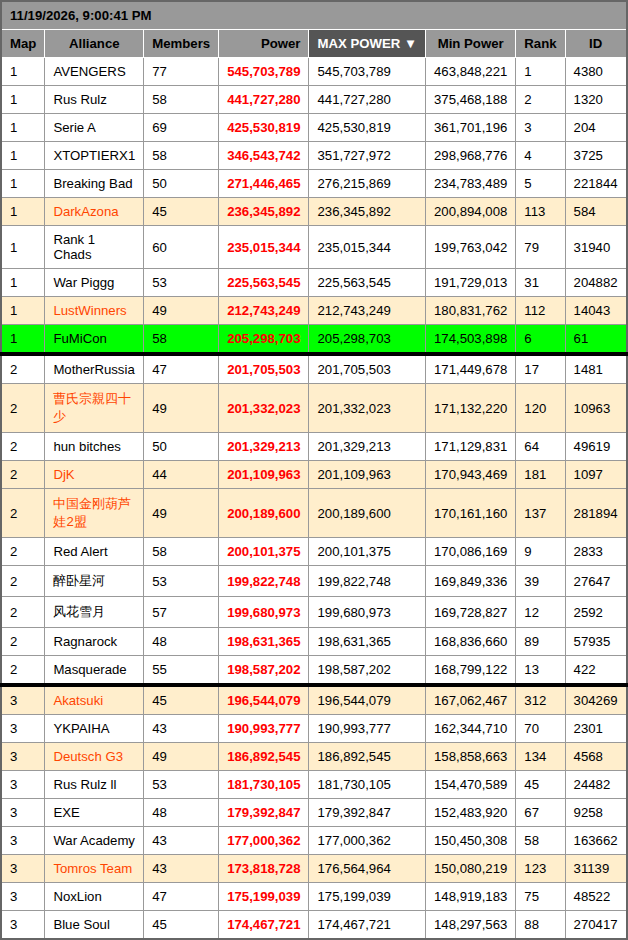 11/19/2026, 9:00:41 PM
Map Alliance Members Power MAX POWER ▼ Min Power Rank ID
1 AVENGERS 77 545,703,789 545,703,789 463,848,221 1 4380
1 Rus Rulz 58 441,727,280 441,727,280 375,468,188 2 1320
1 Serie A 69 425,530,819 425,530,819 361,701,196 3 204
1 XTOPTIERX1 58 346,543,742 351,727,972 298,968,776 4 3725
1 Breaking Bad 50 271,446,465 276,215,869 234,783,489 5 221844
1 DarkAzona 45 236,345,892 236,345,892 200,894,008 113 584
1 Rank 1 Chads 60 235,015,344 235,015,344 199,763,042 79 31940
1 War Piggg 53 225,563,545 225,563,545 191,729,013 31 204882
1 LustWinners 49 212,743,249 212,743,249 180,831,762 112 14043
1 FuMiCon 58 205,298,703 205,298,703 174,503,898 6 61
2 MotherRussia 47 201,705,503 201,705,503 171,449,678 17 1481
2 曹氏宗親四十少 49 201,332,023 201,332,023 171,132,220 120 10963
2 hun bitches 50 201,329,213 201,329,213 171,129,831 64 49619
2 DjK 44 201,109,963 201,109,963 170,943,469 181 1097
2 中国金刚葫芦娃2盟 49 200,189,600 200,189,600 170,161,160 137 281894
2 Red Alert 58 200,101,375 200,101,375 170,086,169 9 2833
2 醉卧星河 53 199,822,748 199,822,748 169,849,336 39 27647
2 风花雪月 57 199,680,973 199,680,973 169,728,827 12 2592
2 Ragnarock 48 198,631,365 198,631,365 168,836,660 89 57935
2 Masquerade 55 198,587,202 198,587,202 168,799,122 13 422
3 Akatsuki 45 196,544,079 196,544,079 167,062,467 312 304269
3 YKPAIHA 43 190,993,777 190,993,777 162,344,710 70 2301
3 Deutsch G3 49 186,892,545 186,892,545 158,858,663 134 4568
3 Rus Rulz ll 53 181,730,105 181,730,105 154,470,589 45 24482
3 EXE 48 179,392,847 179,392,847 152,483,920 67 9258
3 War Academy 43 177,000,362 177,000,362 150,450,308 58 163662
3 Tomros Team 43 173,818,728 176,564,964 150,080,219 123 31139
3 NoxLion 47 175,199,039 175,199,039 148,919,183 75 48522
3 Blue Soul 45 174,467,721 174,467,721 148,297,563 88 270417